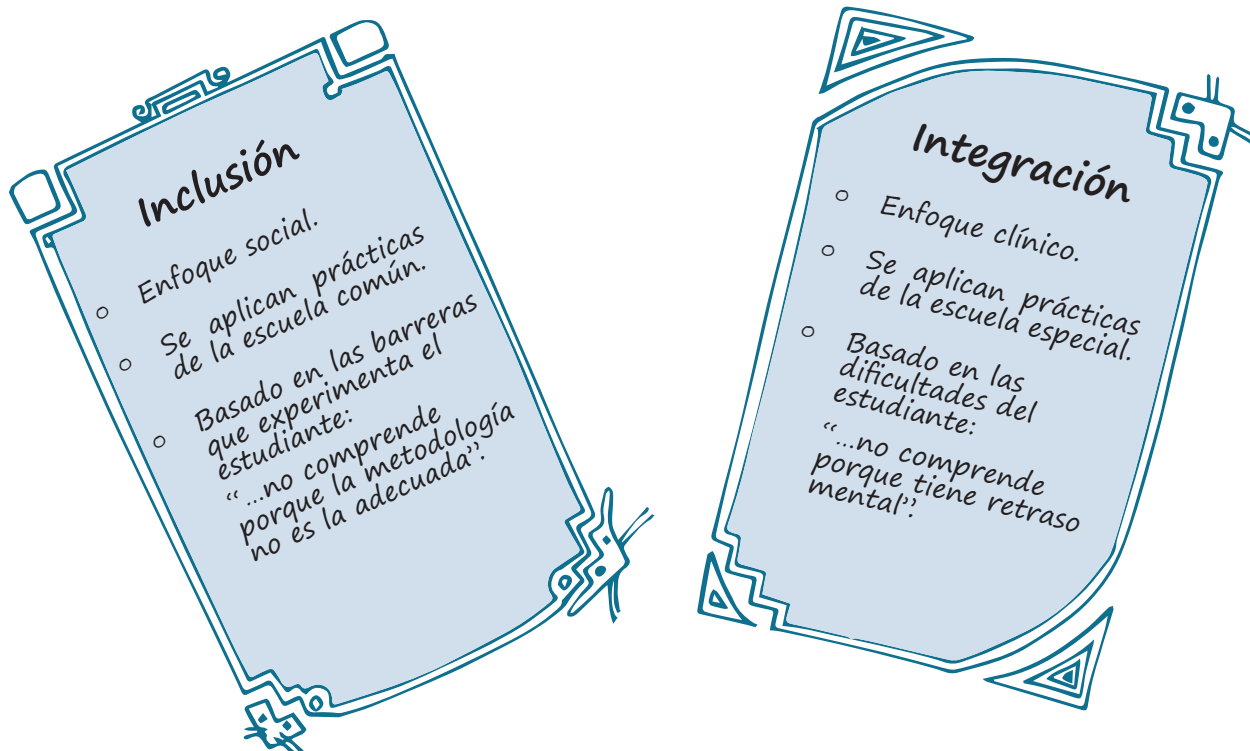 Inclusión
o Enfoque social.
o Se aplican prácticas
de la escuela común.
o Basado en las barreras
que experimenta el
estudiante:
“ ...no comprende
porque la metodología
no es la adecuada”.
Integración
o Enfoque clínico.
o Se aplican prácticas
de la escuela especial.
o Basado en las
dificultades del
estudiante:
“...no comprende
porque tiene retraso
mental”.